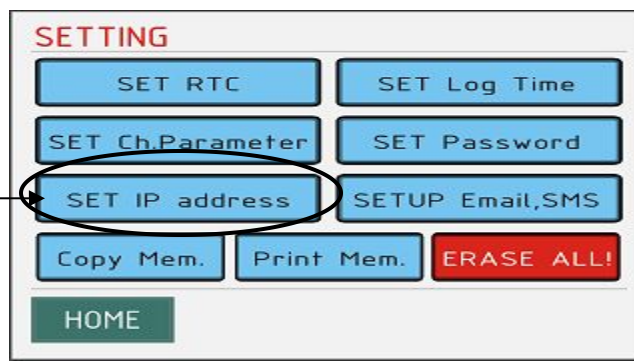 SETTING
SET RTC SET Log Time
SET Ch.Parameter SET Password
SET IP address SETUP Email,SMS
Copy Mem. Print Mem. ERASE ALL!
HOME